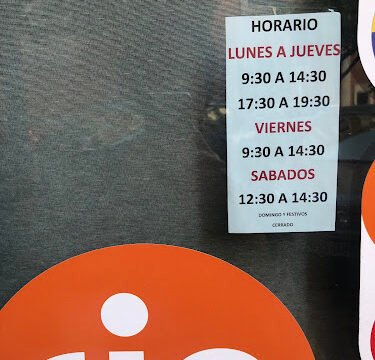 HORARIO
LUNES A JUEVES
9:30 A 14:30
17:30 A 19:30
VIERNES
9:30 A 14:30
SABADOS
12:30 A 14:30
DOMINGO Y FESTIVOS
CERRADO